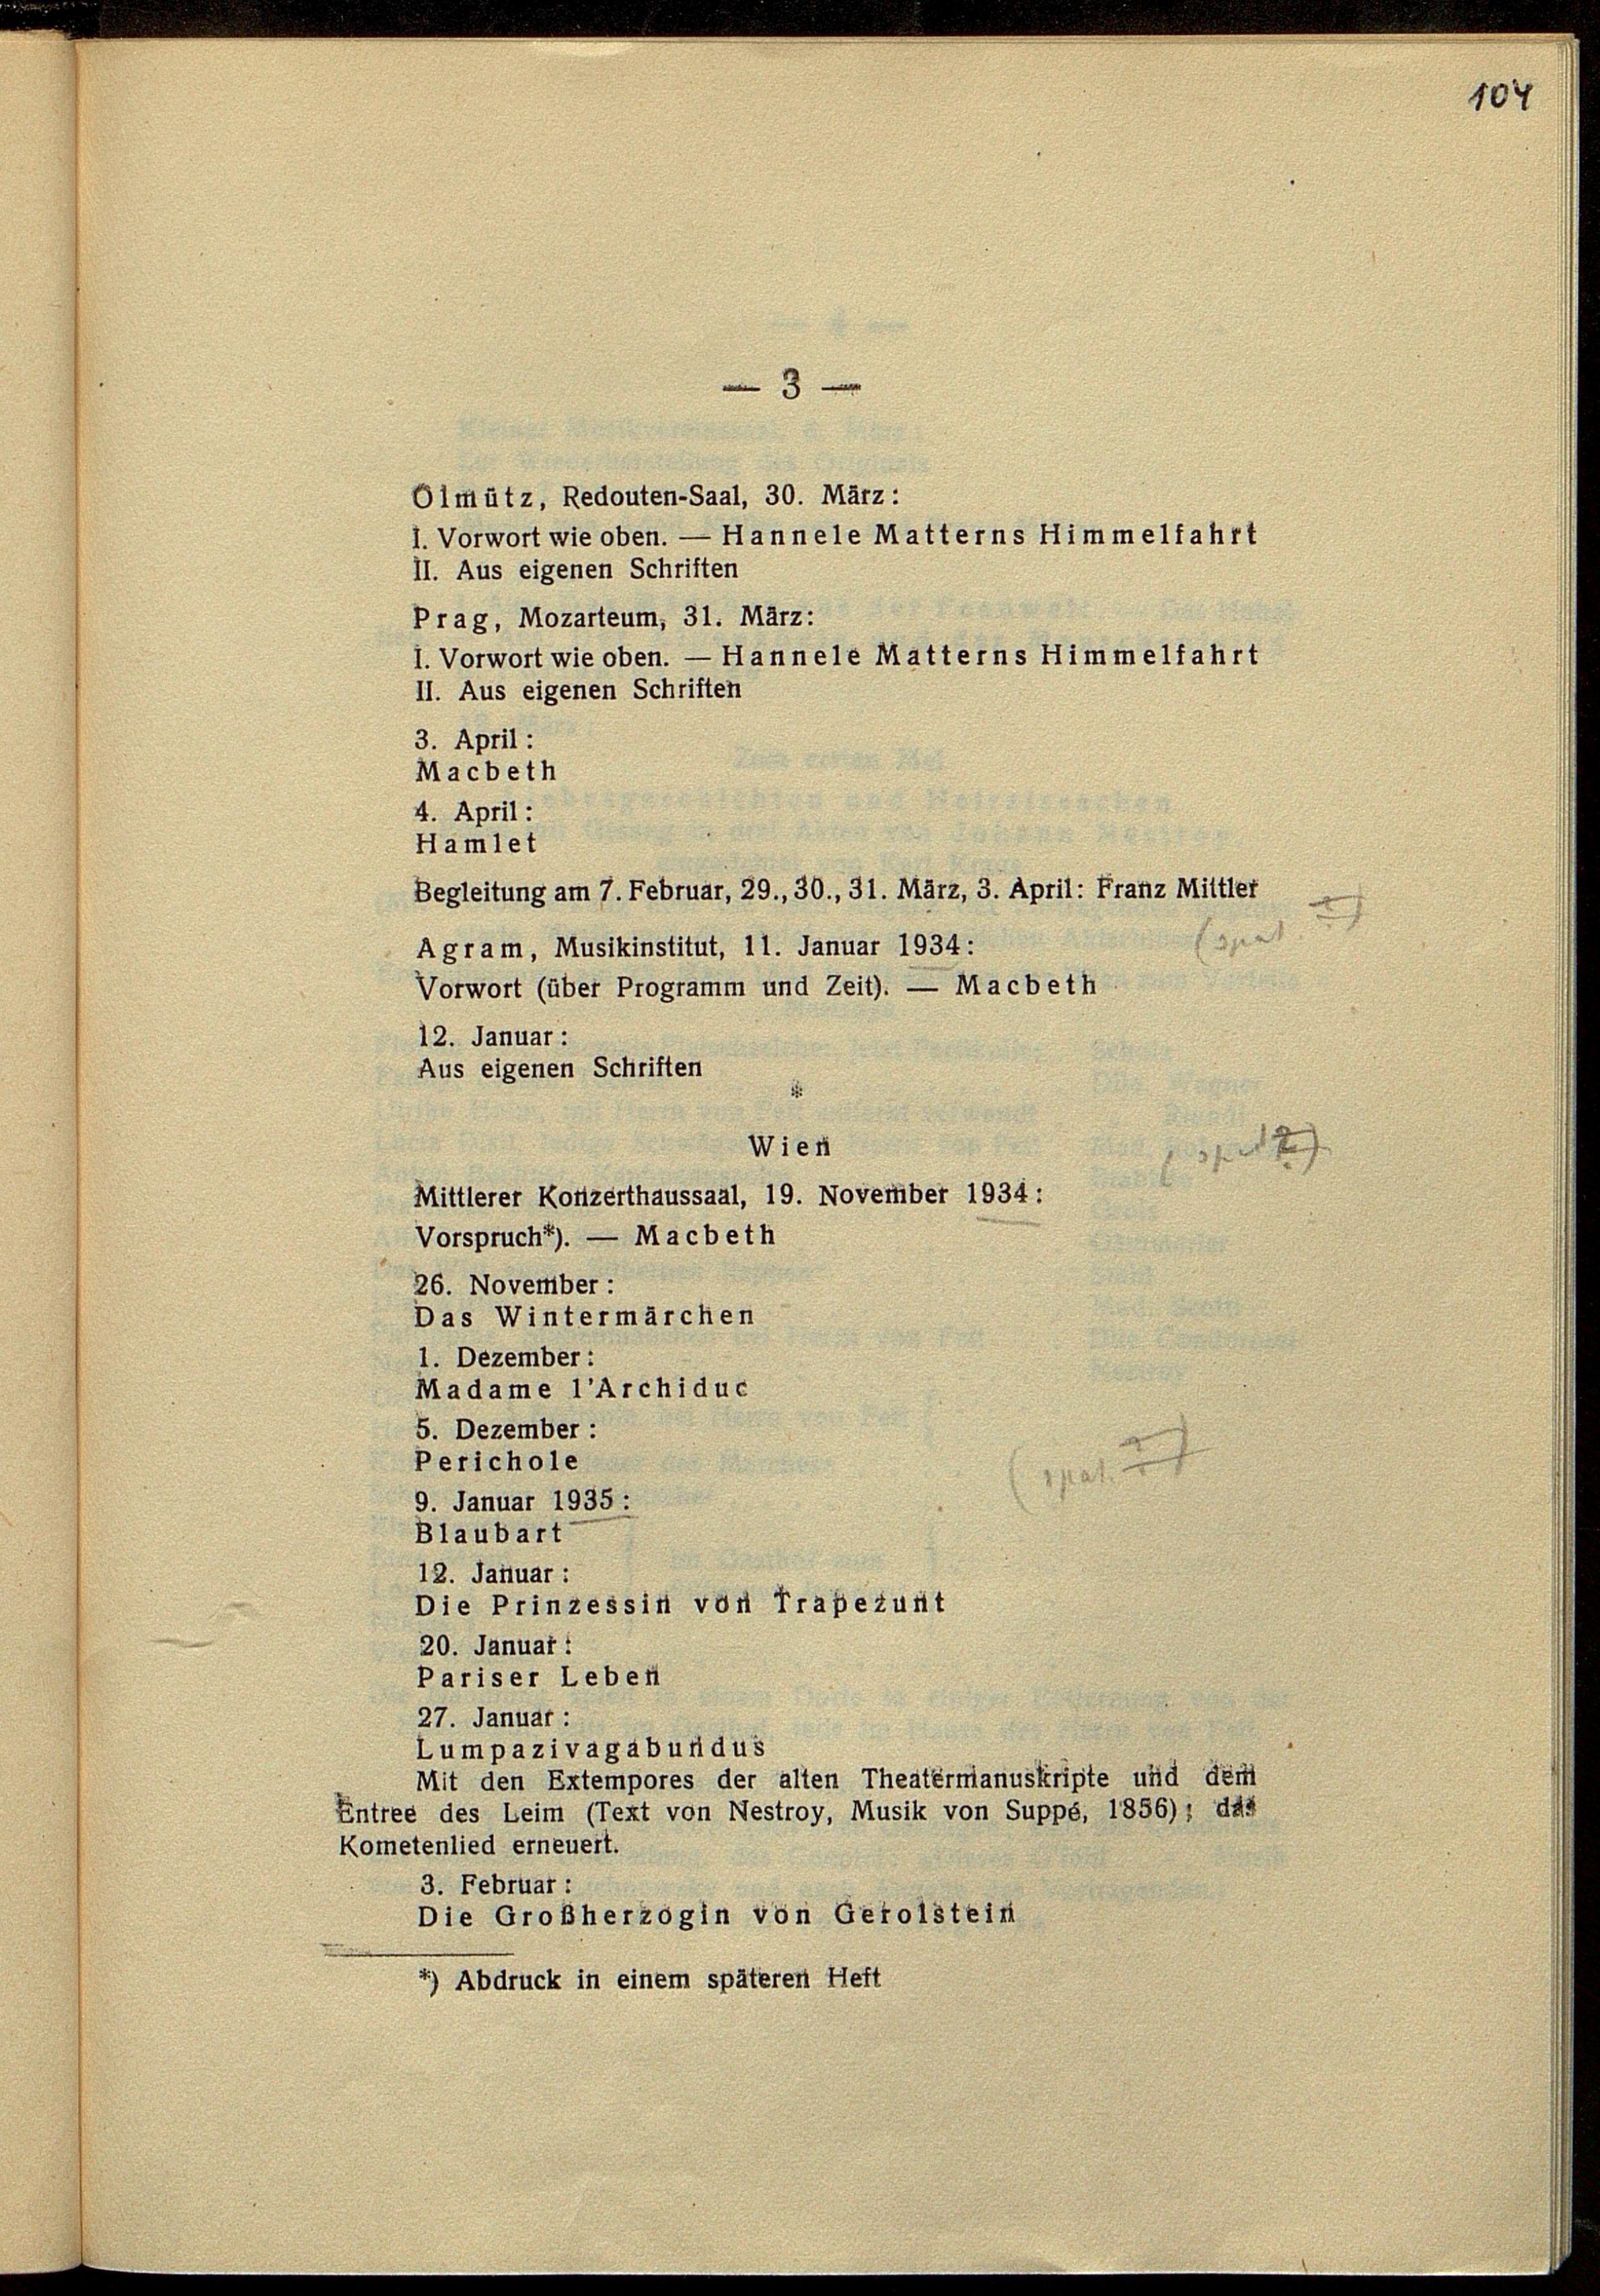 104
— 3 —
Olmütz, Redouten-Saal, 30. März:
I. Vorwort wie oben. — Hannele Matterns Himmelfahrt
II. Aus eigenen Schriften
Prag, Mozarteum, 31. März:
I. Vorwort wie oben. — Hannele Matterns Himmelfahrt
II. Aus eigenen Schriften
3. April:
Macbeth
4. April:
Hamlet
Begleitung am 7. Februar, 29., 30., 31. März, 3. April: Franz Mittler
Agram, Musikinstitut, 11. Januar 1934:
Vorwort (über Programm und Zeit). — Macbeth
12. Januar:
Aus eigenen Schriften
*
Wien
Mittlerer Konzerthaussaal, 19. November 1934:
Vorspruch*). — Macbeth
26. November:
Das Wintermärchen
1. Dezember:
Madame l'Archiduc
5. Dezember:
Perichole
9. Januar 1935:
Blaubart
12. Januar:
Die Prinzessin von Trapezunt
20. Januar:
Pariser Leben
27. Januar:
Lumpazivagabundus
Mit den Extempores der alten Theatermanuskripte und dem
Entree des Leim (Text von Nestroy, Musik von Suppé, 1856); das
Kometenlied erneuert.
3. Februar:
Die Großherzogin von Gerolstein
*) Abdruck in einem späteren Heft